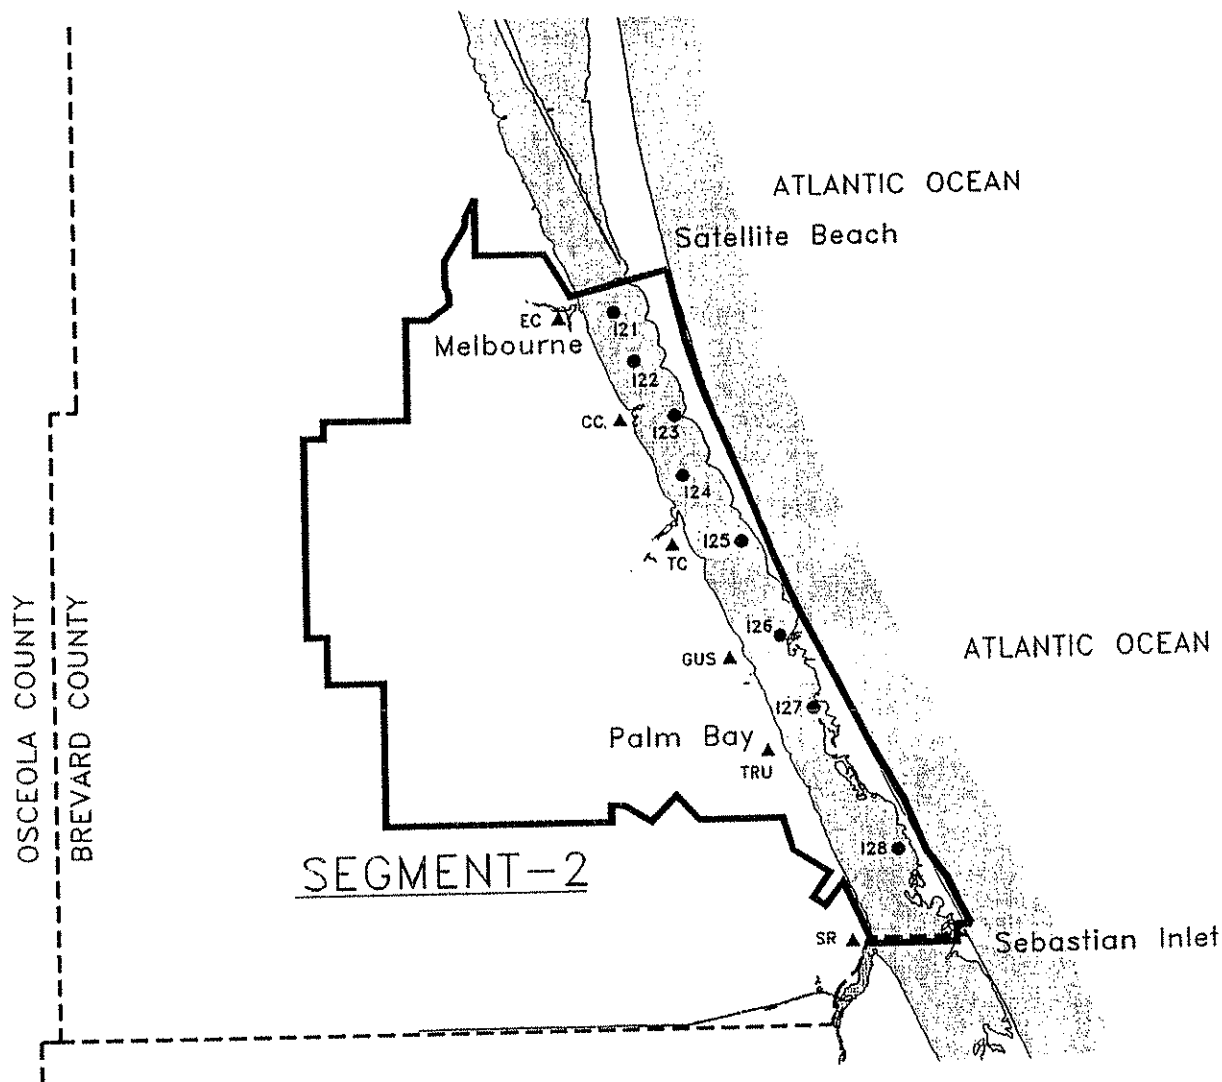 ATLANTIC OCEAN
Satellite Beach
EC
I21
Melbourne
I22
CC.
I23
I24
I25
TC
I26
ATLANTIC OCEAN
GUS
I27
Palm Bay
TRU
OSCEOLA COUNTY
BREVARD COUNTY
I28
SEGMENT-2
SR
Sebastian Inlet